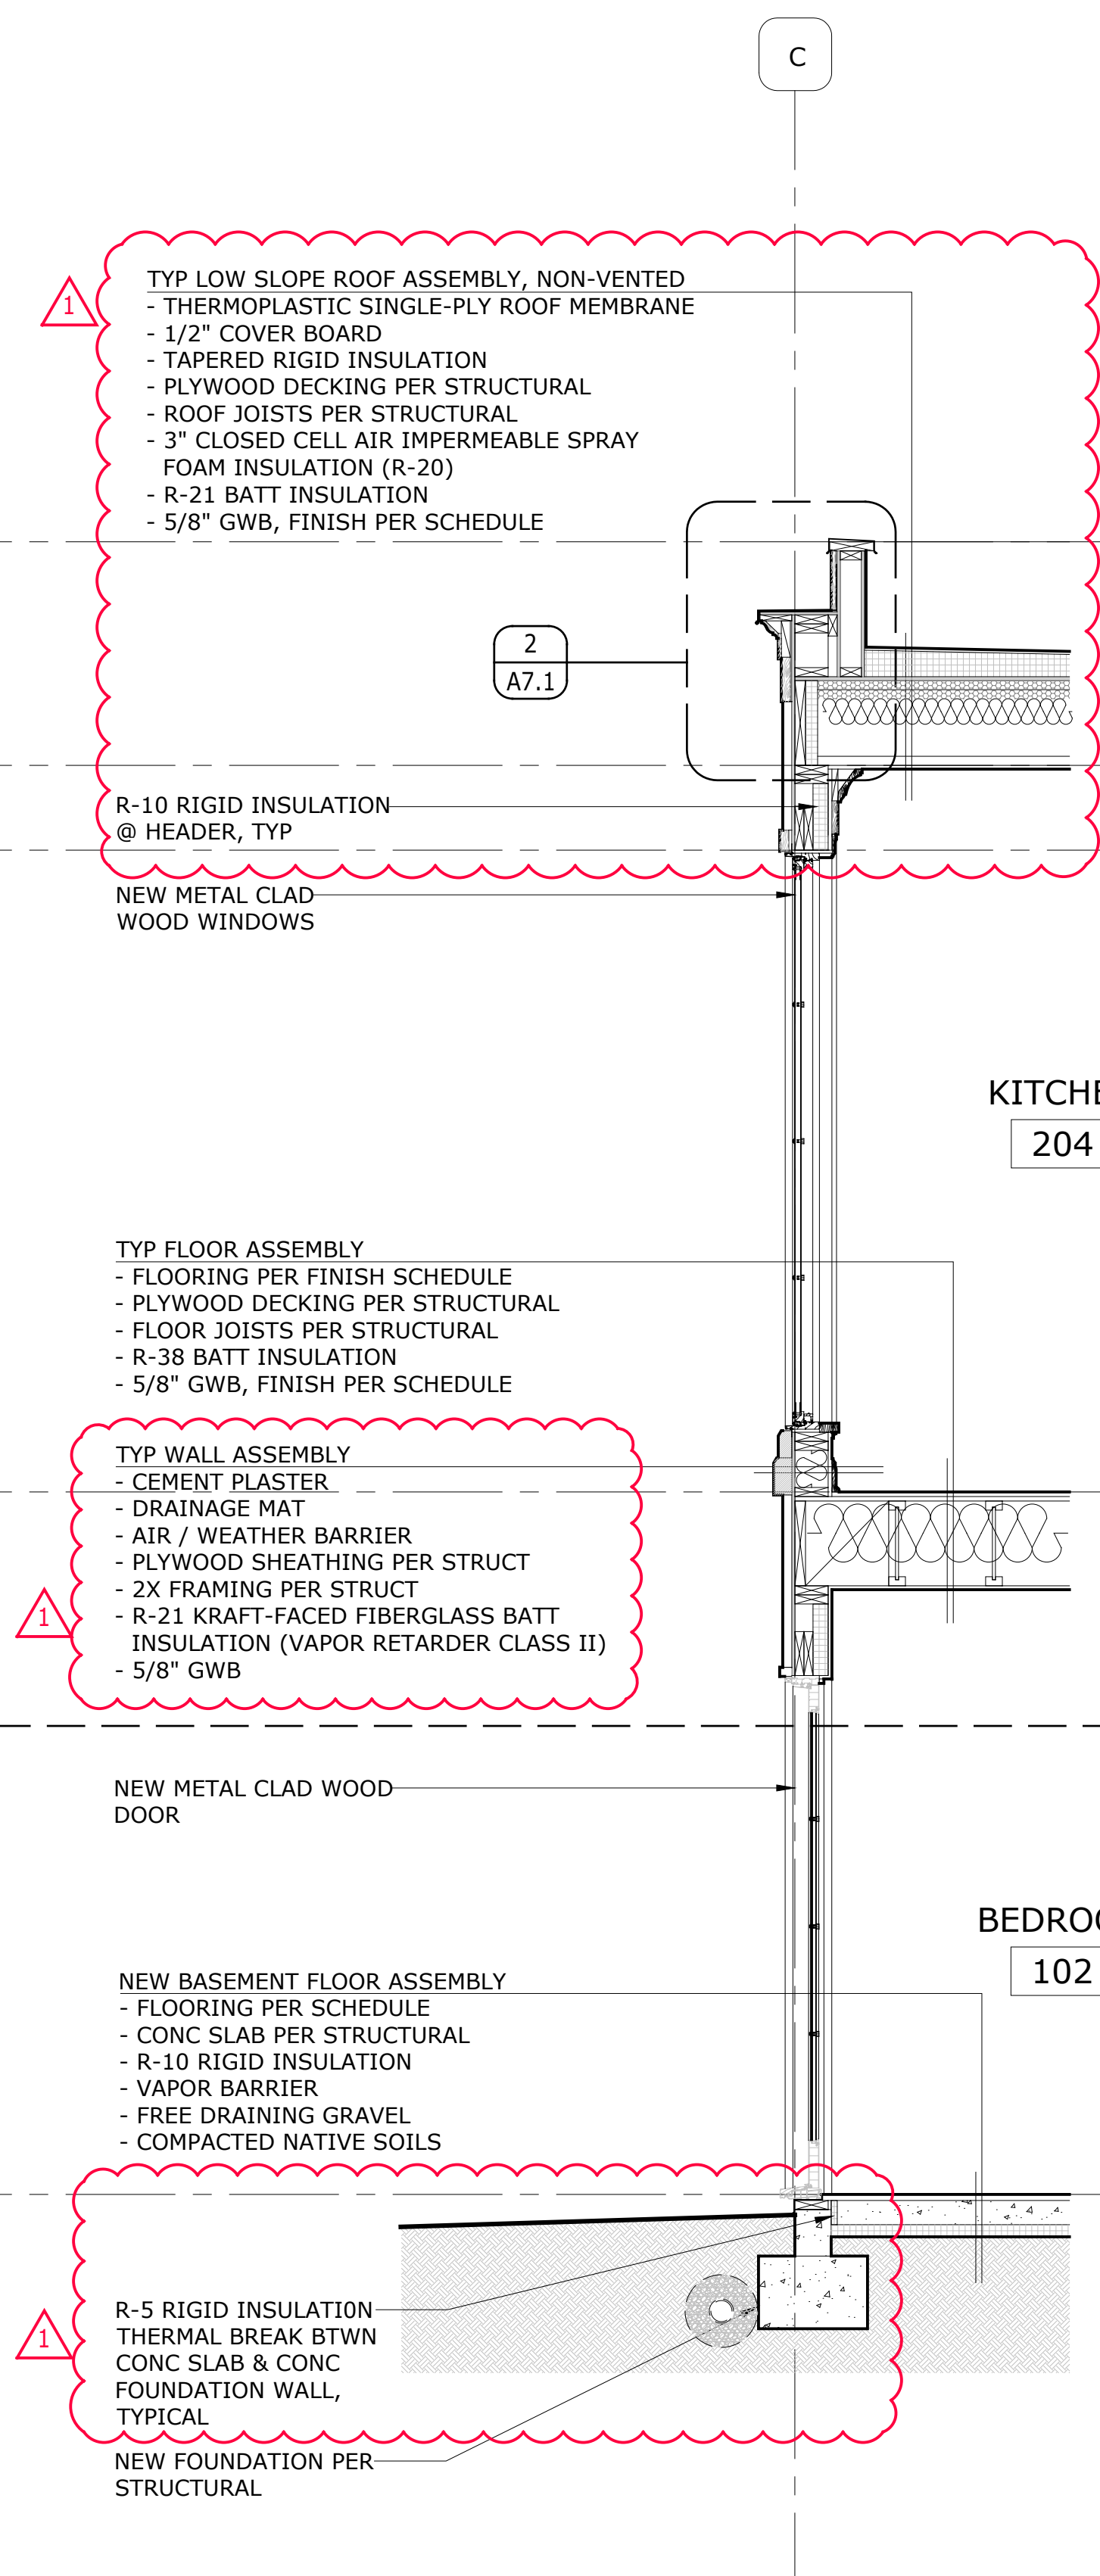 C
1
TYP LOW SLOPE ROOF ASSEMBLY, NON-VENTED
- THERMOPLASTIC SINGLE-PLY ROOF MEMBRANE
- 1/2" COVER BOARD
- TAPERED RIGID INSULATION
- PLYWOOD DECKING PER STRUCTURAL
- ROOF JOISTS PER STRUCTURAL
- 3" CLOSED CELL AIR IMPERMEABLE SPRAY
FOAM INSULATION (R-20)
- R-21 BATT INSULATION
- 5/8" GWB, FINISH PER SCHEDULE
2
A7.1
R-10 RIGID INSULATION
@ HEADER, TYP
NEW METAL CLAD
WOOD WINDOWS
KITCHE
204
TYP FLOOR ASSEMBLY
- FLOORING PER FINISH SCHEDULE
- PLYWOOD DECKING PER STRUCTURAL
- FLOOR JOISTS PER STRUCTURAL
- R-38 BATT INSULATION
- 5/8" GWB, FINISH PER SCHEDULE
TYP WALL ASSEMBLY
- CEMENT PLASTER
- DRAINAGE MAT
- AIR / WEATHER BARRIER
- PLYWOOD SHEATHING PER STRUCT
- 2X FRAMING PER STRUCT
- R-21 KRAFT-FACED FIBERGLASS BATT
INSULATION (VAPOR RETARDER CLASS II)
- 5/8" GWB
1
NEW METAL CLAD WOOD
DOOR
BEDROO
102
NEW BASEMENT FLOOR ASSEMBLY
- FLOORING PER SCHEDULE
- CONC SLAB PER STRUCTURAL
- R-10 RIGID INSULATION
- VAPOR BARRIER
- FREE DRAINING GRAVEL
- COMPACTED NATIVE SOILS
1
R-5 RIGID INSULATI0N
THERMAL BREAK BTWN
CONC SLAB & CONC
FOUNDATION WALL,
TYPICAL
NEW FOUNDATION PER
STRUCTURAL